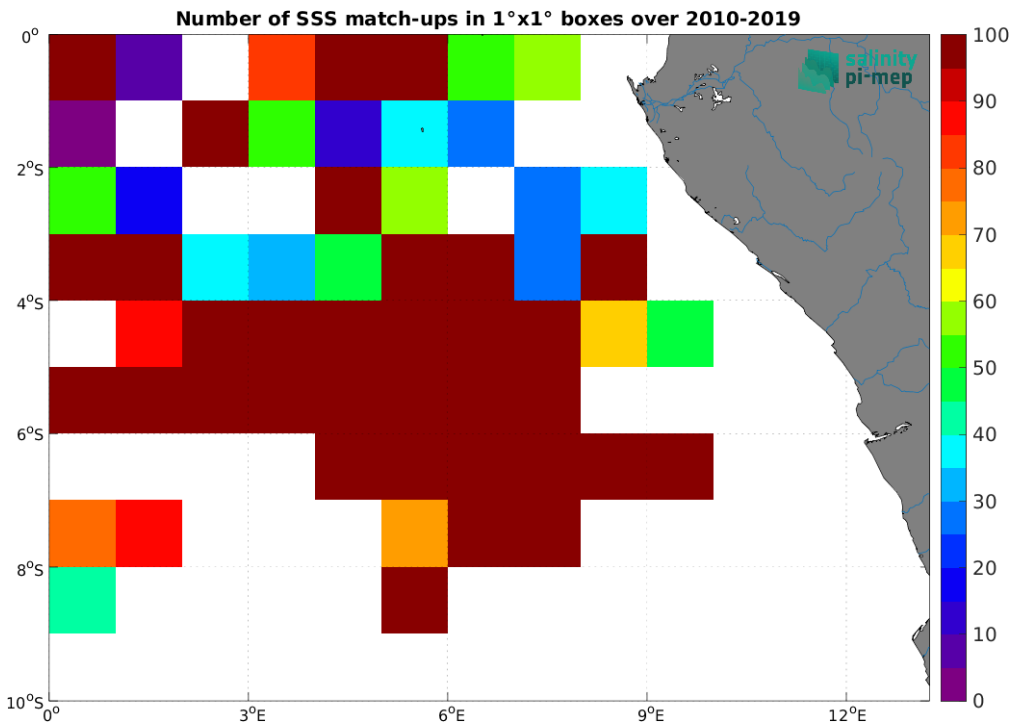 Number of SSS match-ups in 1°x1° boxes over 2010-2019
salinity
pi-mep
0°
2°S
4°S
6°S
8°S
10°S
0°
3°E
6°E
9°E
12°E
100
90
80
70
60
50
40
30
20
10
0